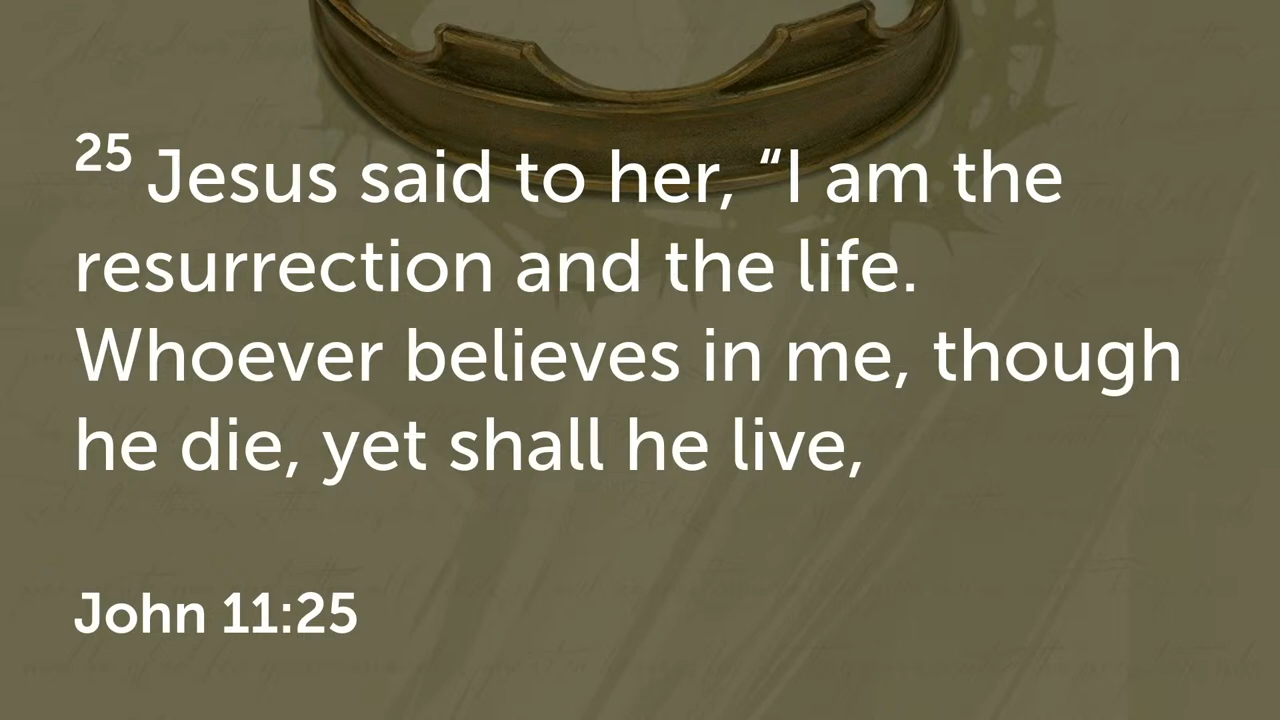 25 Jesus said to her, “I am the
resurrection and the life.
Whoever believes in me, though
he die, yet shall he live,
John 11:25